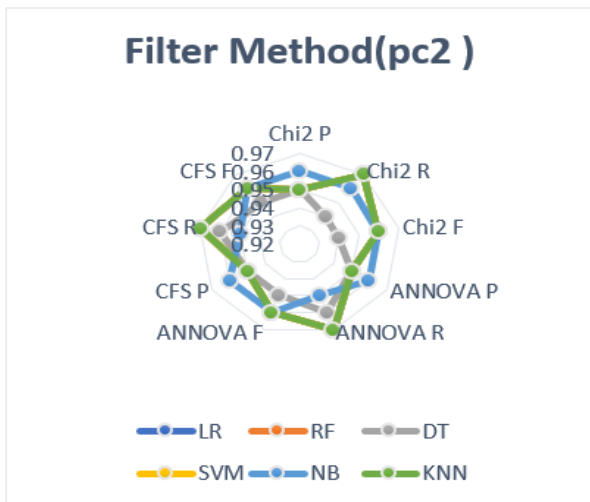 Filter Method(pc2 )
Chi2 P
0.97
0.96
0.95
0.94
0.93
0.92
Chi2 R
Chi2 F
ANNOVA P
ANNOVA R
ANNOVA F
CFS P
CFS R
CFS F
LR RF DT
SVM NB KNN